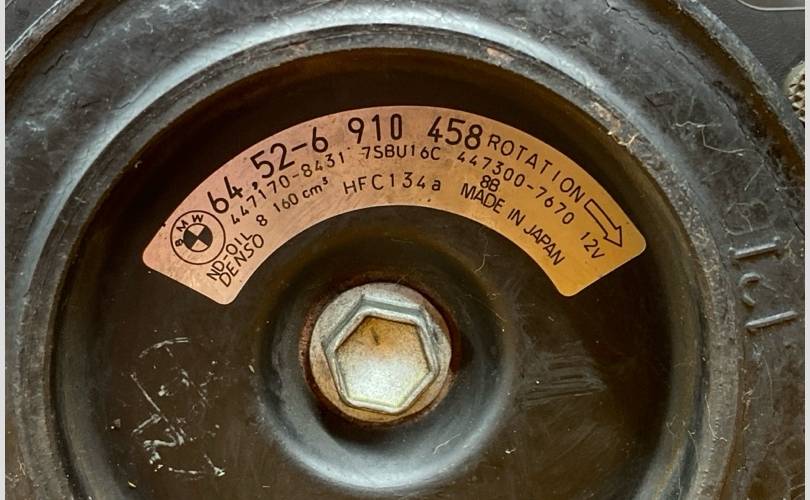 BMW
64.52-6 910 458 ROTATION
447170-8431 7SBU16C 447300-7670 12V
ND-OIL 8 160 cm³ HFC134a 8B
DENSO MADE IN JAPAN